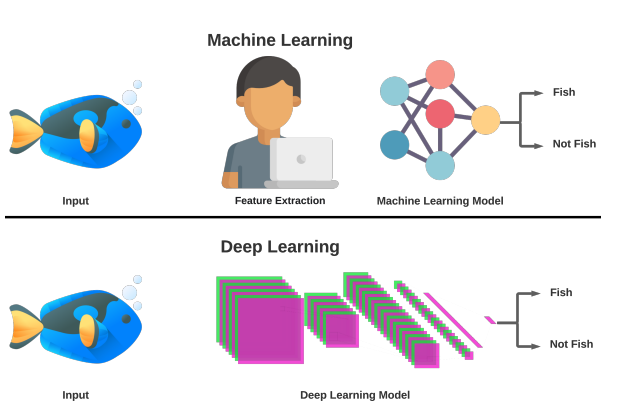 Machine Learning
Fish
Not Fish
Input
Feature Extraction
Machine Learning Model
Deep Learning
Fish
Not Fish
Input
Deep Learning Model